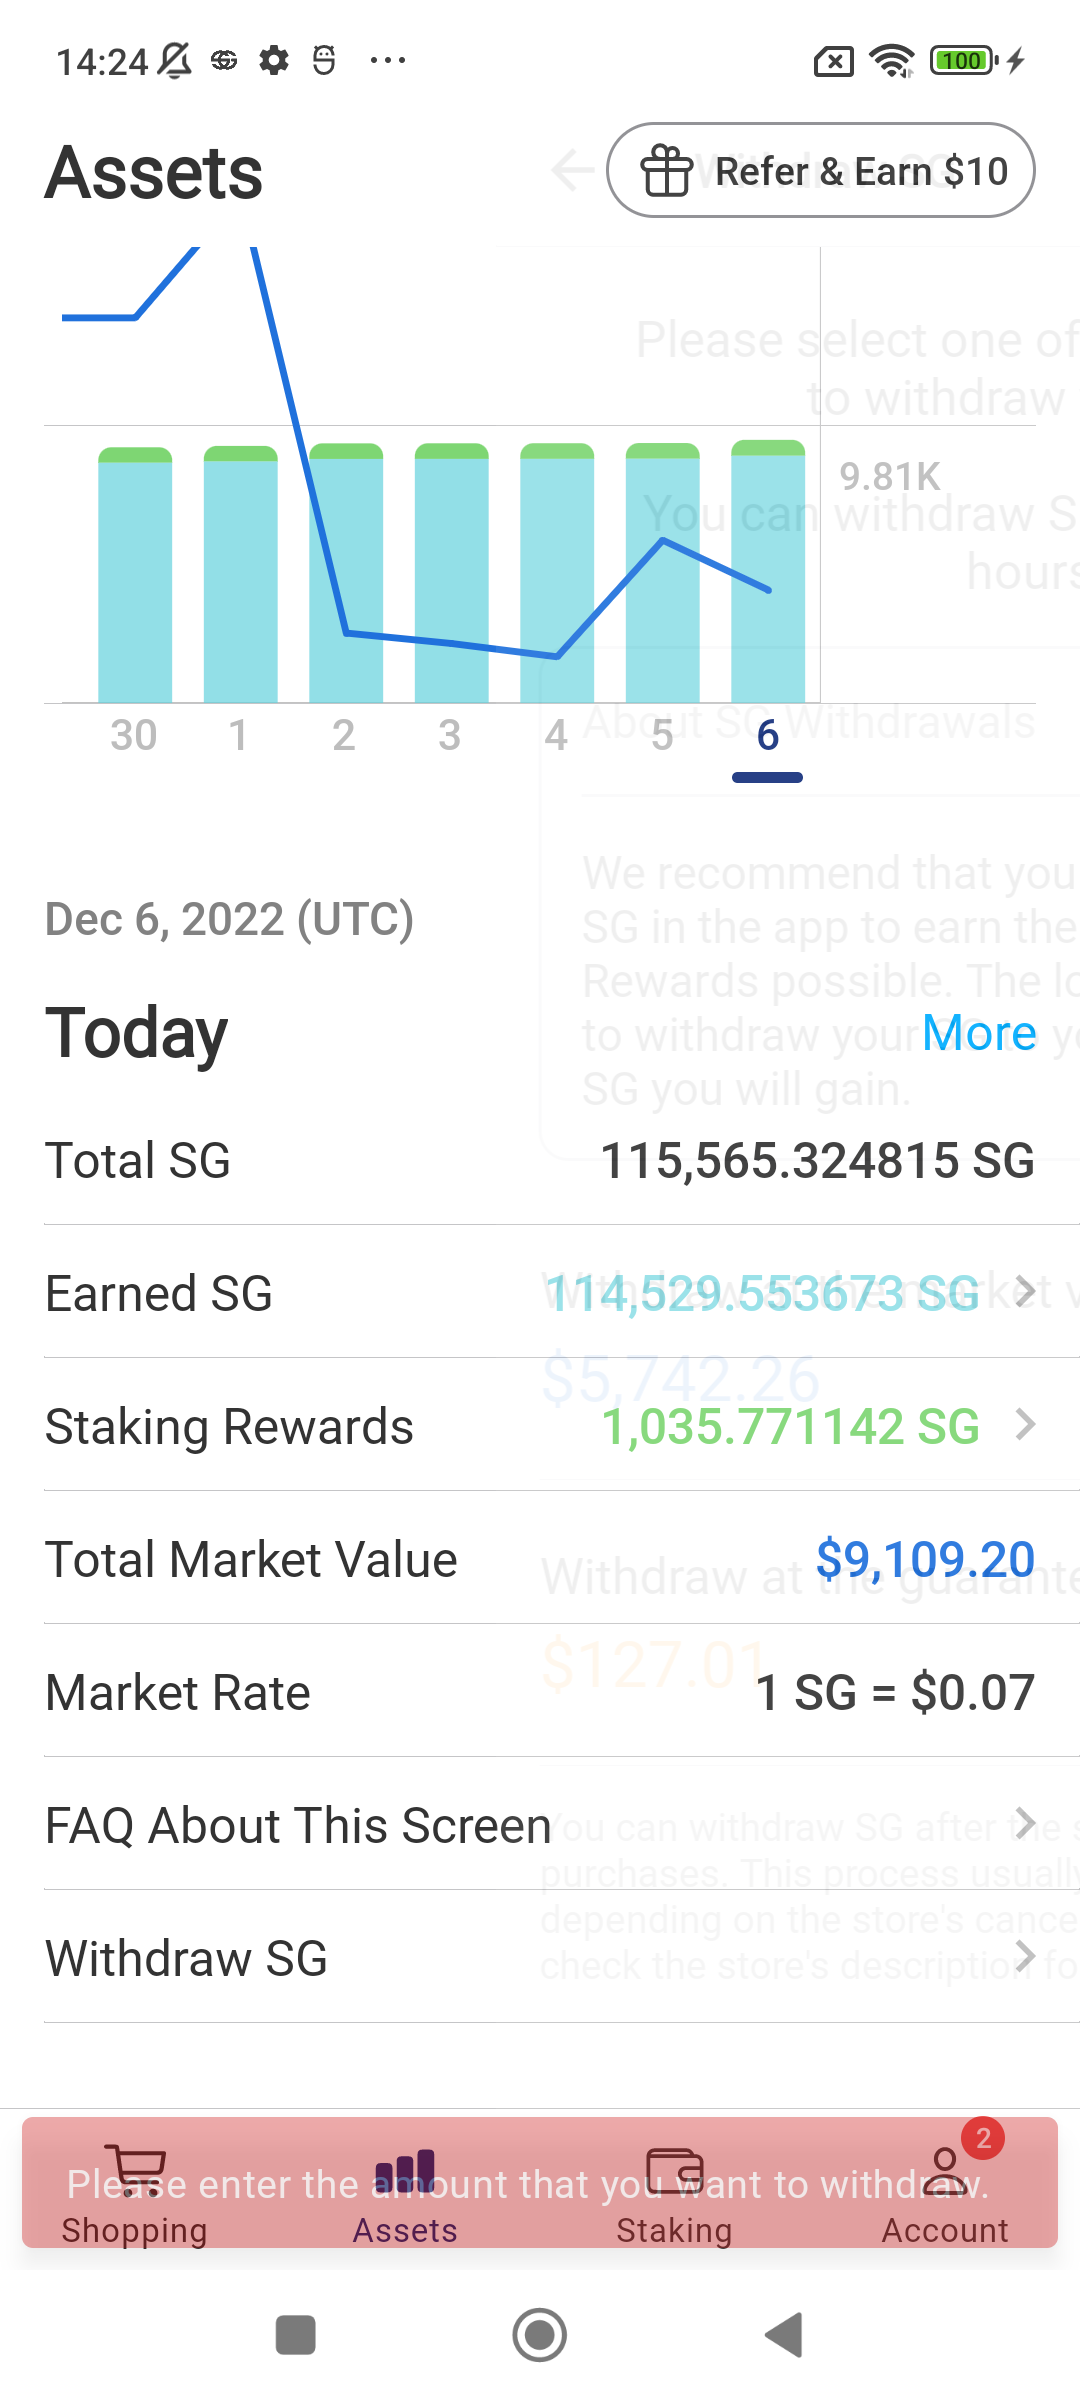 14:24
100
Assets
Withdraw SG
Refer & Earn $10
Please select one of
to withdraw
9.81K
You can withdraw S
hours
30 1 2 3 4 5 6
About SG Withdrawals
We recommend that you
Dec 6, 2022 (UTC)
SG in the app to earn the
Rewards possible. The lo
Today
More
to withdraw your
SG you will gain.
Total SG
115,565.324815 SG
Earned SG
114,529.553673 SG
Withdraw at the market v
$5,742.26
Staking Rewards
1,035.771142 SG
Total Market Value
$9,109.20
Withdraw at the guarante
$127.01
Market Rate
1 SG = $0.07
FAQ About This Screen
You can withdraw SG after the s
purchases. This process usually
depending on the store's cance
Withdraw SG
check the store's description fo
2
Please enter the amount that you want to withdraw.
Shopping
Assets
Staking
Account